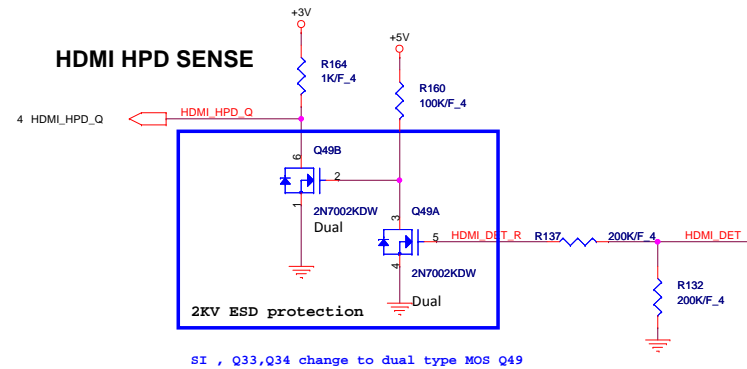 +3V
+5V
HDMI HPD SENSE
R164
1K/F_4
R160
100K/F_4
4 HDMI_HPD_Q
HDMI_HPD_Q
Q49B
6
2
1
2N7002KDW
Dual
Q49A
3
5
4
HDMI_DET_R
R137
200K/F_4
HDMI_DET
2N7002KDW
Dual
R132
200K/F_4
2KV ESD protection
SI , Q33,Q34 change to dual type MOS Q49